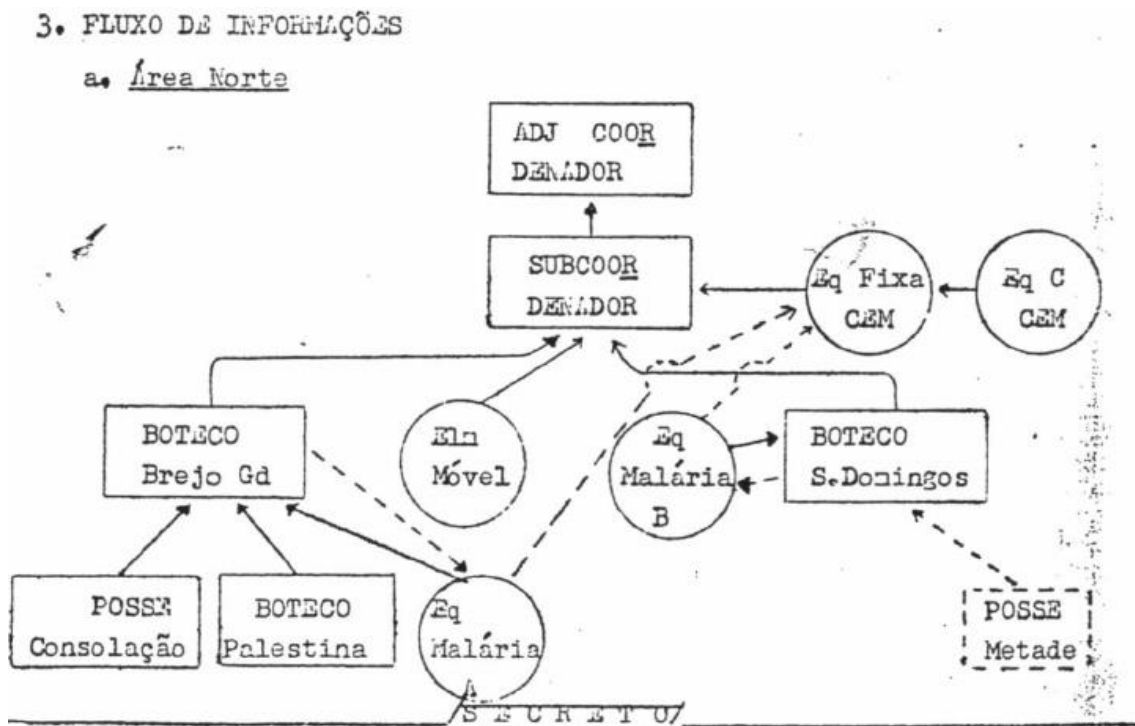 3. FLUXO DE INFORMAÇÕES
a. Área Norte
ADJ COOR
DENADOR
SUBCOOR
DENADOR
Eq Fixa
CEM
Eq C
CEM
BOTECO
Brejo Gd
Elm
Móvel
Eq
Malária
B
BOTECO
S.Domingos
POSSE
Consolação
BOTECO
Palestina
Eq
Malária
A
POSSE
Metade
SECRETO